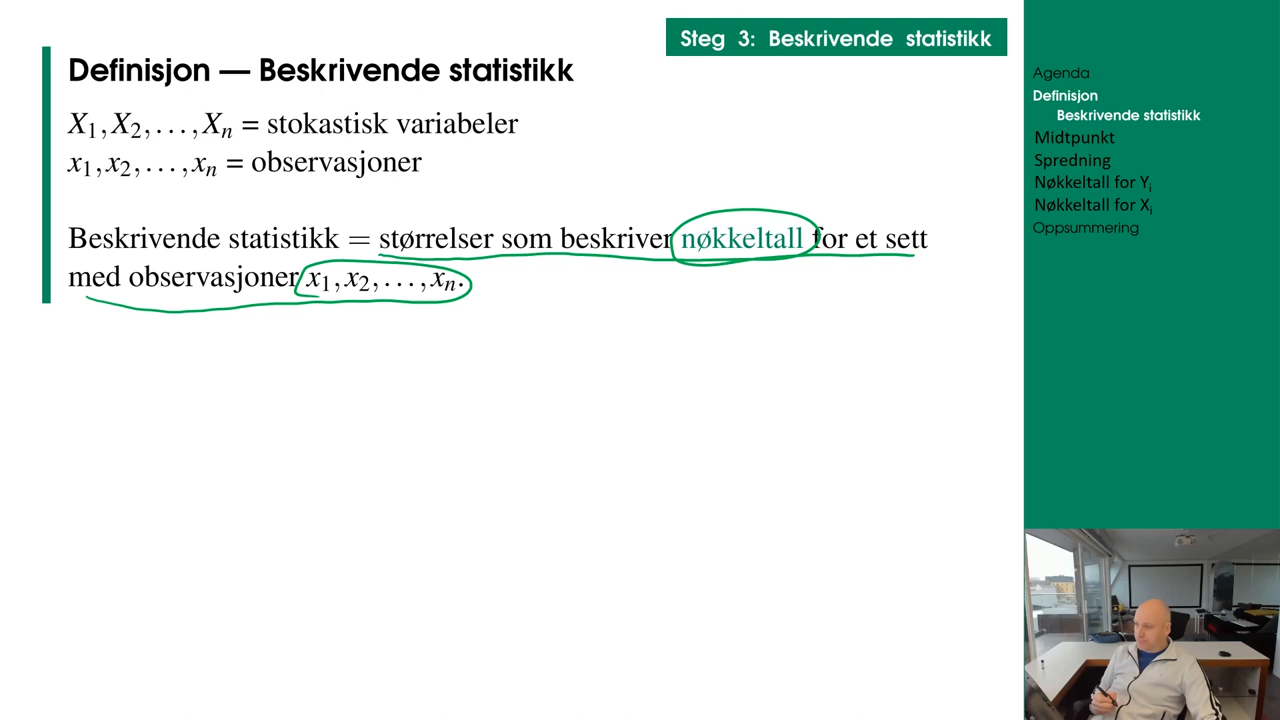 Steg 3: Beskrivende statistikk
Definisjon — Beskrivende statistikk
X₁, X₂, . . . , Xₙ = stokastisk variabeler
x₁, x₂, . . . , xₙ = observasjoner
Beskrivende statistikk = størrelser som beskriver nøkkeltall for et sett
med observasjoner x₁, x₂, . . . , xₙ.
Agenda
Definisjon
Beskrivende statistikk
Midtpunkt
Spredning
Nøkkeltall for Yᵢ
Nøkkeltall for Xᵢ
Oppsummering